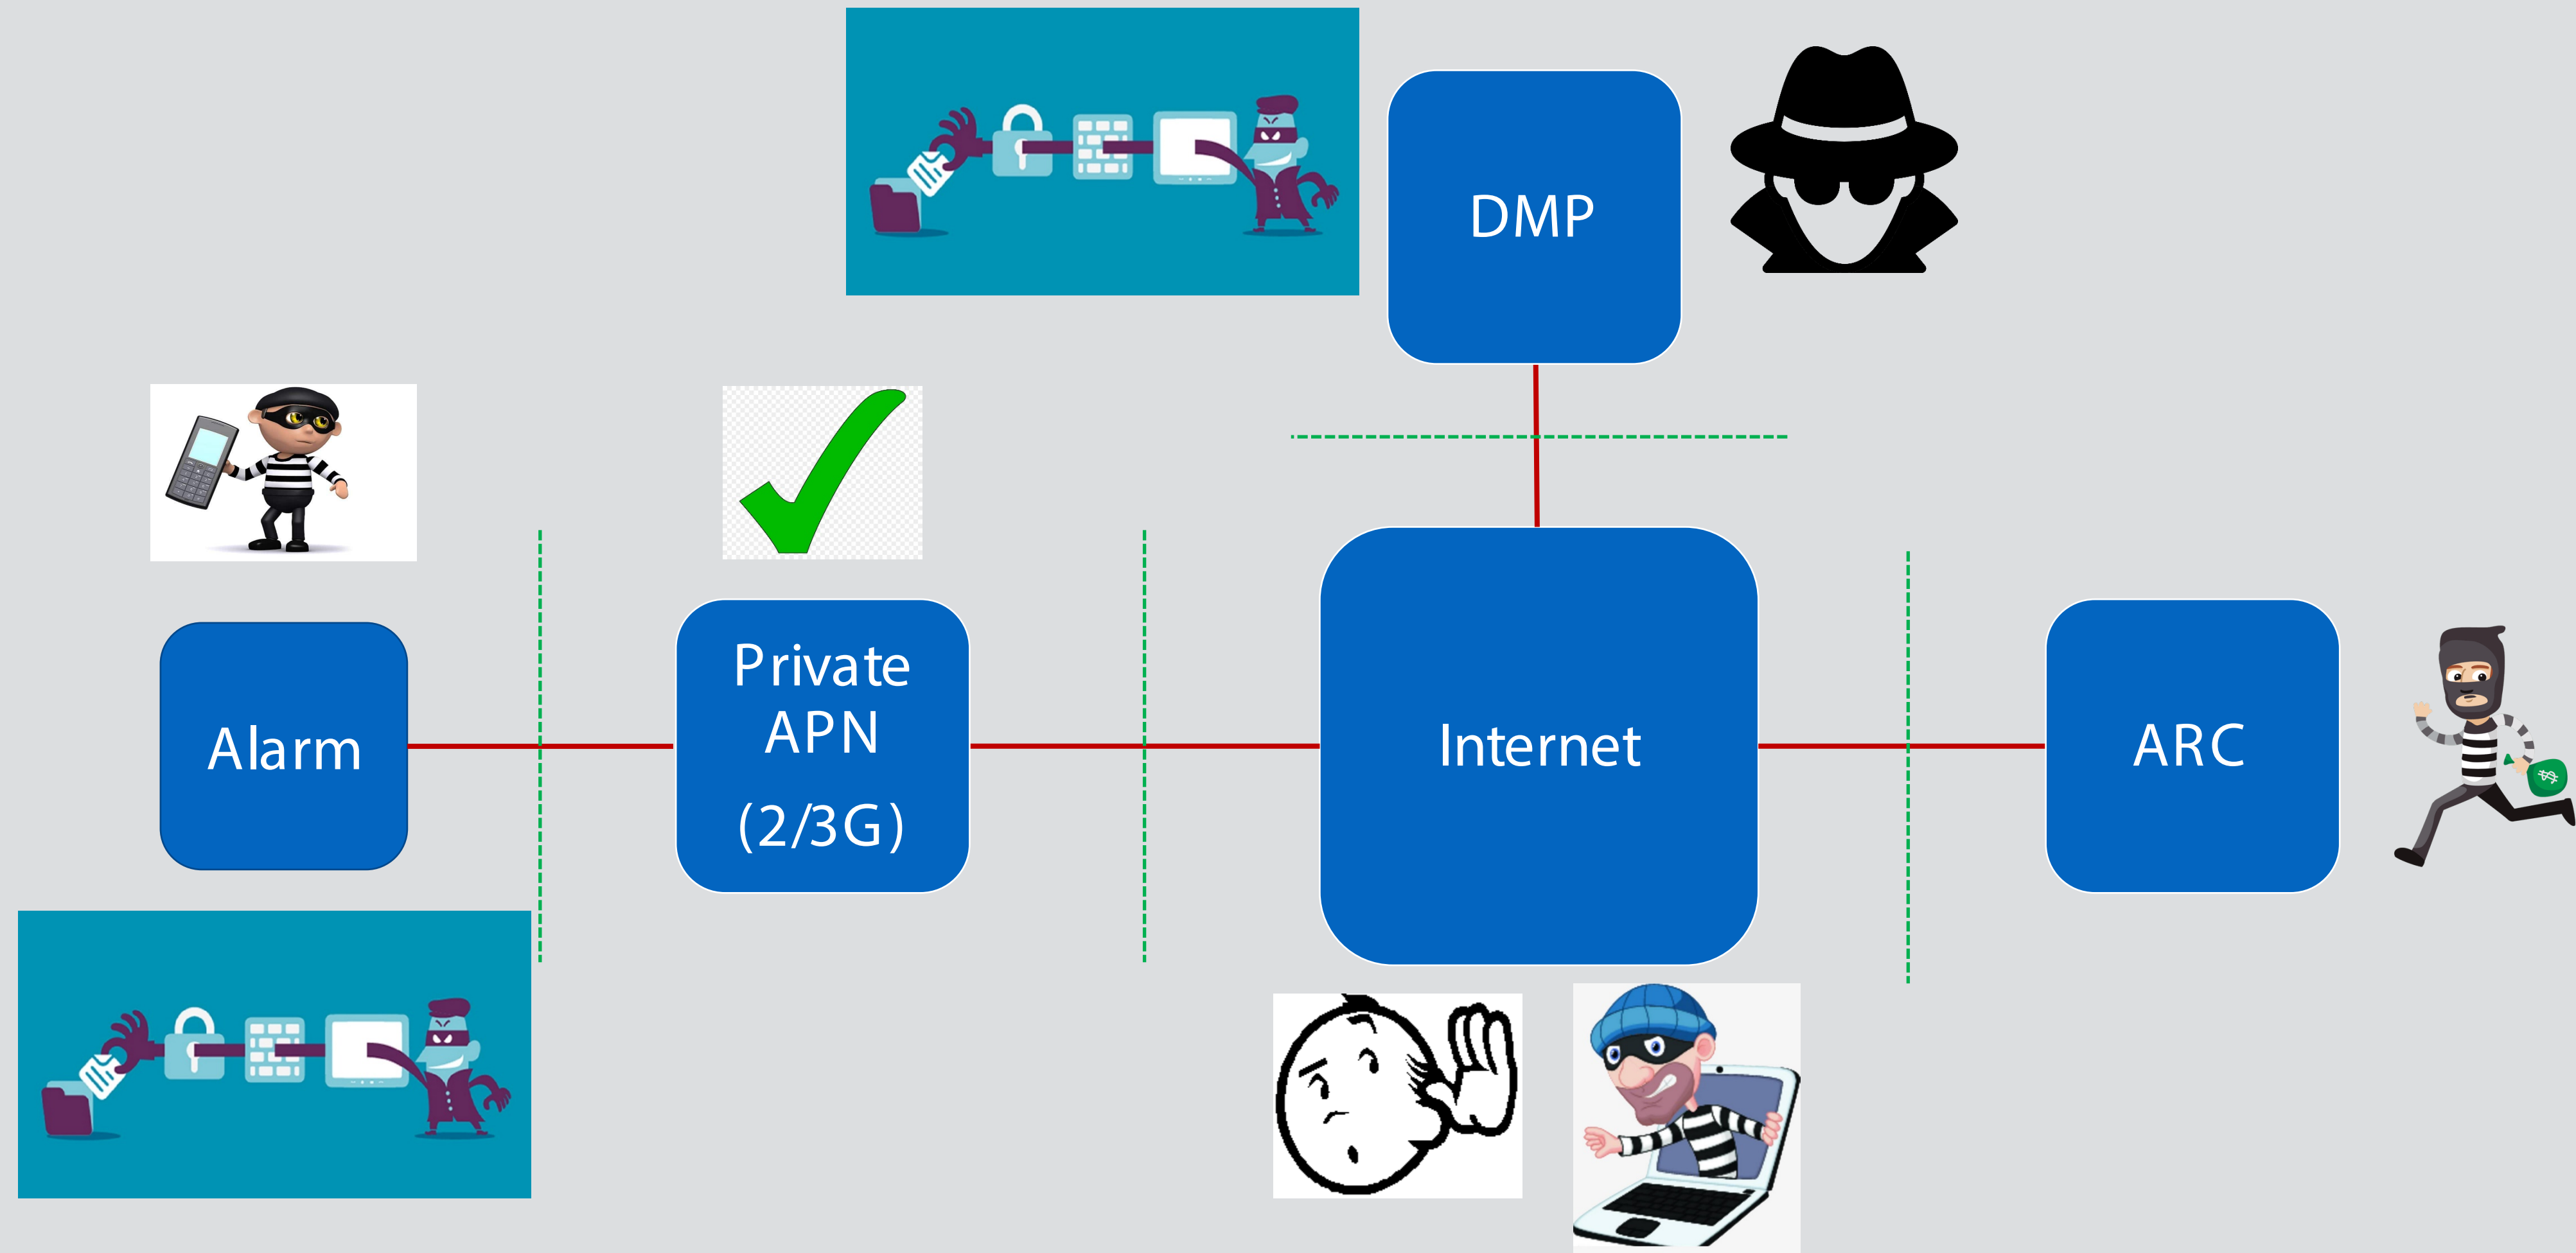 DMP
Alarm
Private
APN
(2/3G)
Internet
ARC
$